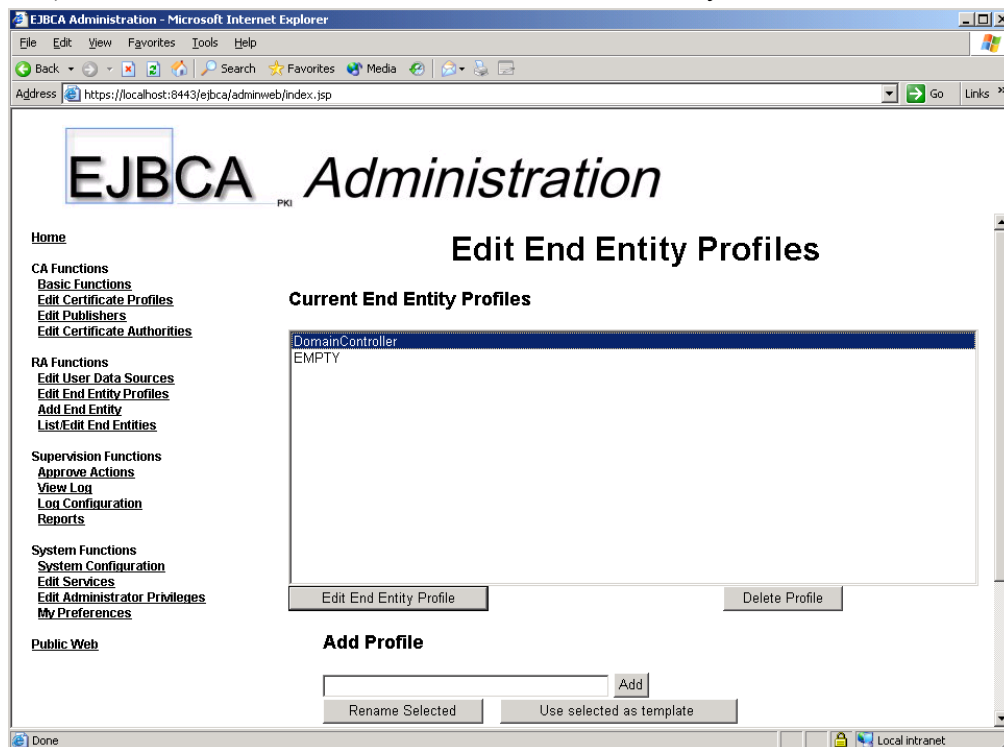 EJBCA Administration - Microsoft Internet Explorer
File Edit View Favorites Tools Help
Back Search Favorites Media
Address https://localhost:8443/ejbca/adminweb/index.jsp Go Links »
EJBCA PKI Administration
Home
CA Functions
Basic Functions
Edit Certificate Profiles
Edit Publishers
Edit Certificate Authorities
RA Functions
Edit User Data Sources
Edit End Entity Profiles
Add End Entity
List/Edit End Entities
Supervision Functions
Approve Actions
View Log
Log Configuration
Reports
System Functions
System Configuration
Edit Services
Edit Administrator Privileges
My Preferences
Public Web
Edit End Entity Profiles
Current End Entity Profiles
DomainController
EMPTY
Edit End Entity Profile Delete Profile
Add Profile
Add
Rename Selected Use selected as template
Done Local intranet